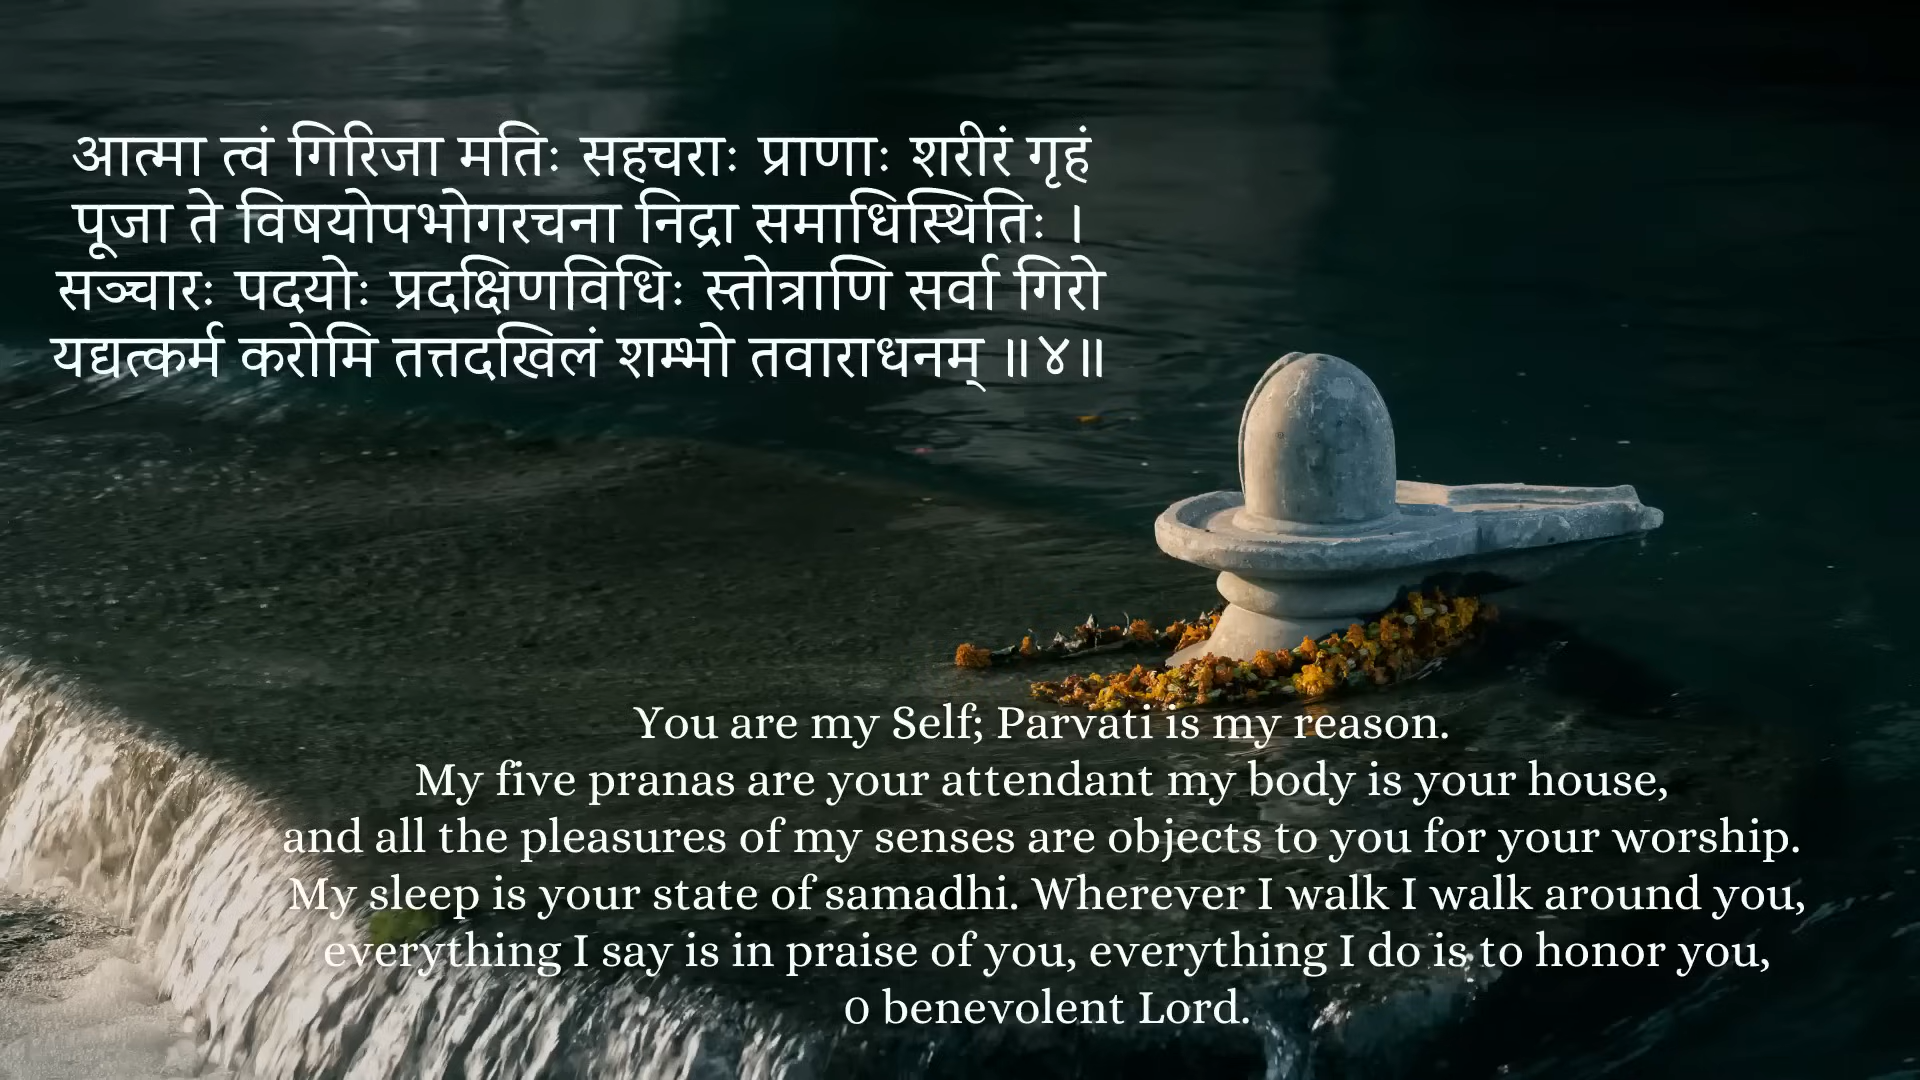 आत्मा त्वं गिरिजा मतिः सहचराः प्राणाः शरीरं गृहं
पूजा ते विषयोपभोगरचना निद्रा समाधिस्थितिः ।
सञ्चारः पदयोः प्रदक्षिणविधिः स्तोत्राणि सर्वा गिरो
यद्यत्कर्म करोमि तत्तदखिलं शम्भो तवाराधनम् ॥४॥
You are my Self; Parvati is my reason.
My five pranas are your attendant my body is your house,
and all the pleasures of my senses are objects to you for your worship.
My sleep is your state of samadhi. Wherever I walk I walk around you,
everything I say is in praise of you, everything I do is to honor you,
0 benevolent Lord.